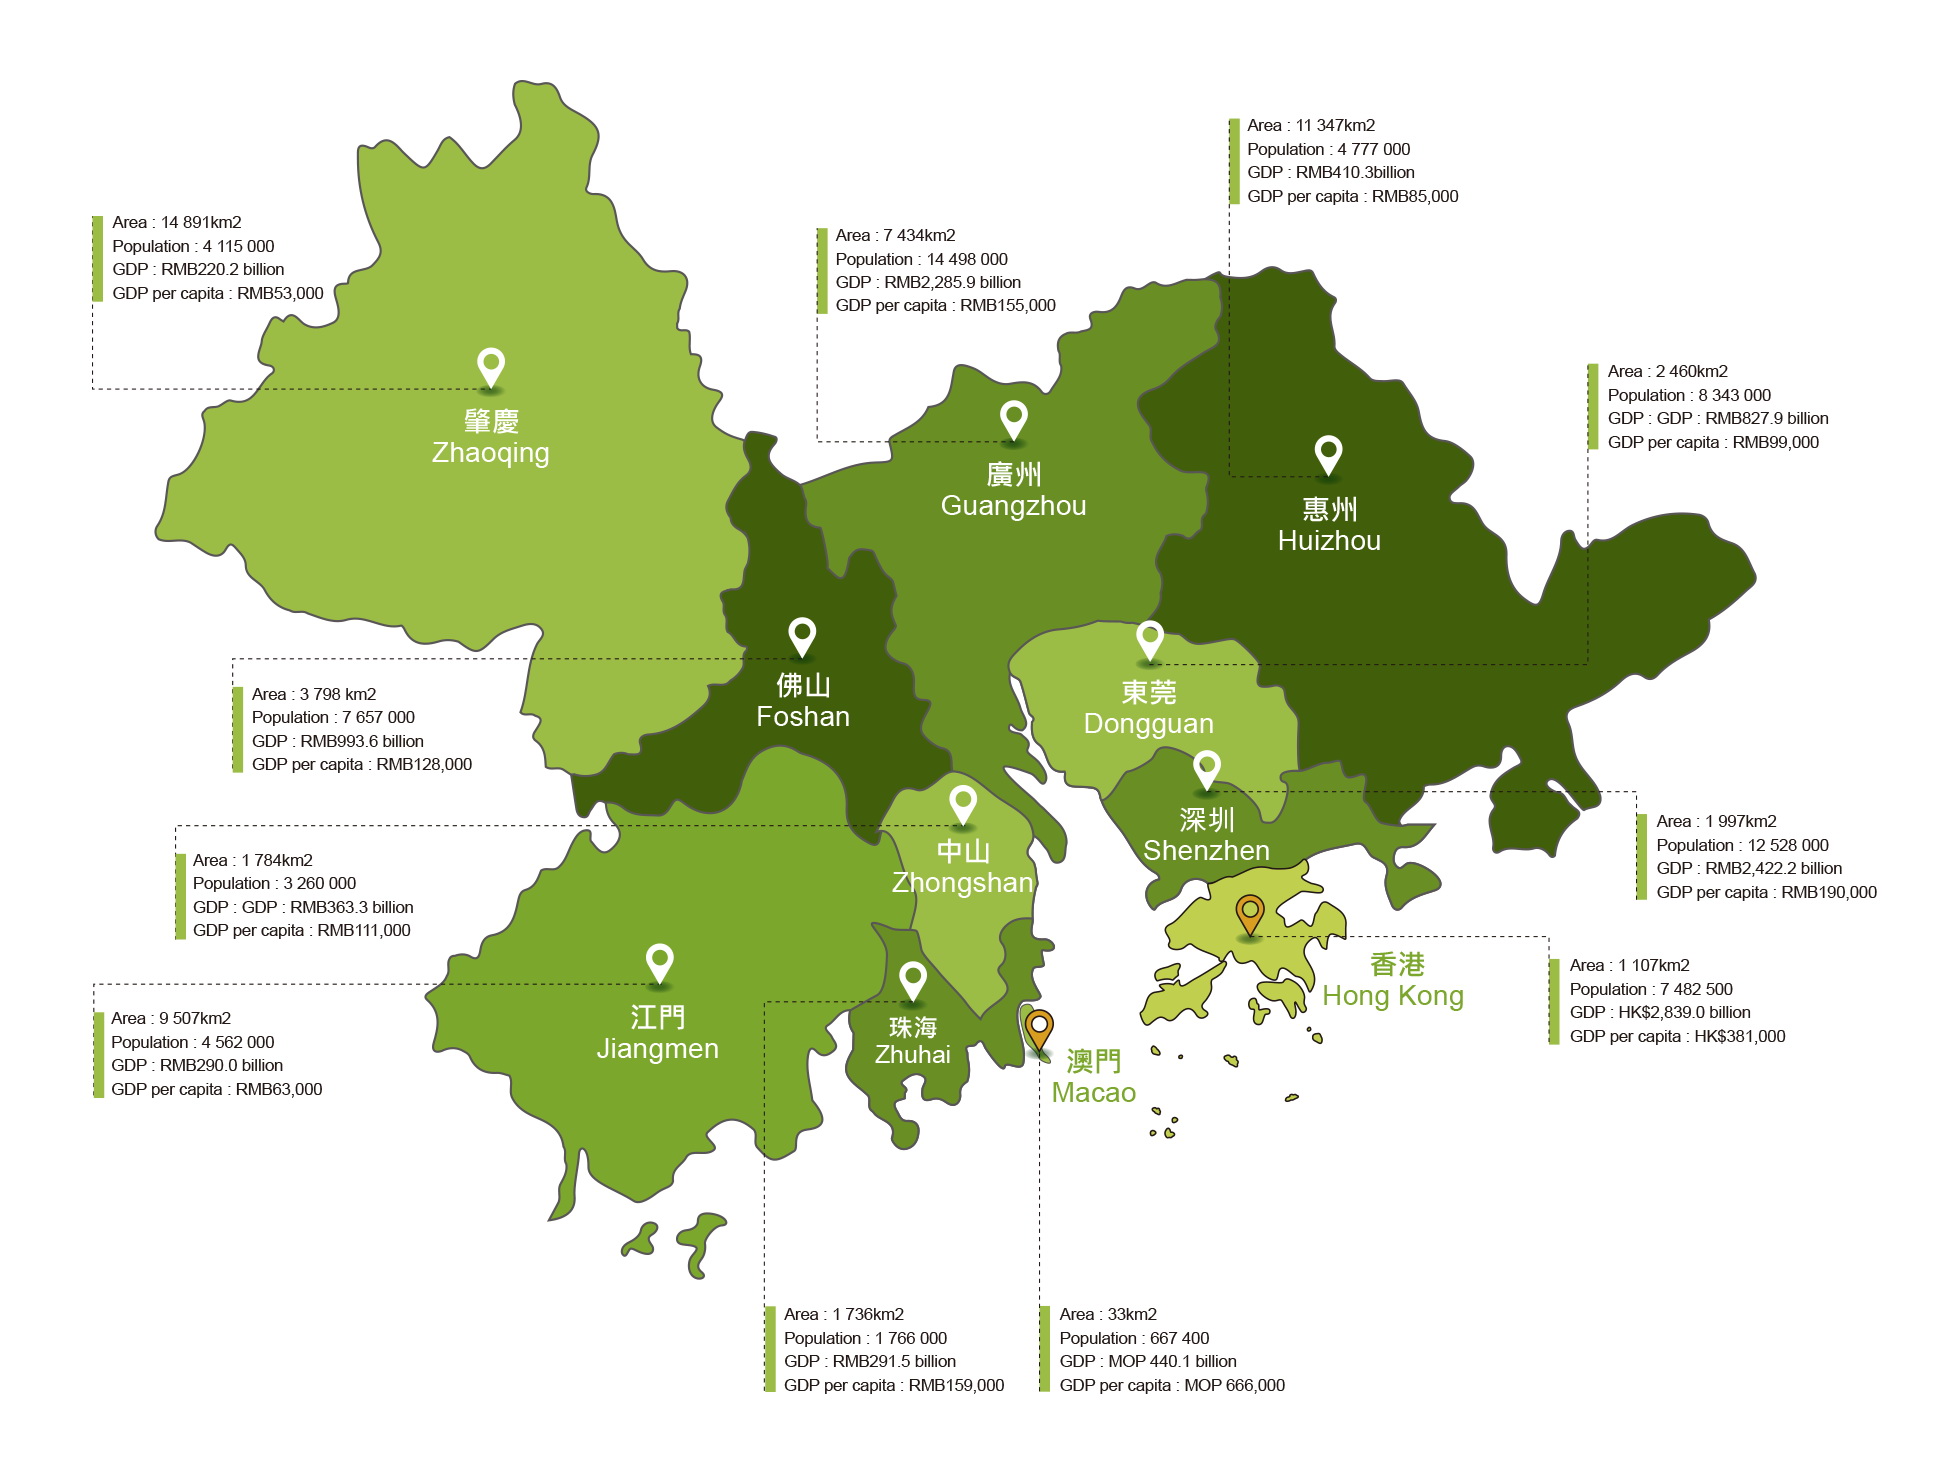 Area : 11 347km2
Population : 4 777 000
GDP : RMB410.3billion
GDP per capita : RMB85,000
Area : 14 891km2
Population : 4 115 000
GDP : RMB220.2 billion
GDP per capita : RMB53,000
Area : 7 434km2
Population : 14 498 000
GDP : RMB2,285.9 billion
GDP per capita : RMB155,000
Area : 2 460km2
Population : 8 343 000
GDP : GDP : RMB827.9 billion
GDP per capita : RMB99,000
肇慶
Zhaoqing
廣州
Guangzhou
惠州
Huizhou
佛山
Foshan
東莞
Dongguan
Area : 3 798 km2
Population : 7 657 000
GDP : RMB993.6 billion
GDP per capita : RMB128,000
深圳
Shenzhen
Area : 1 997km2
Population : 12 528 000
GDP : RMB2,422.2 billion
GDP per capita : RMB190,000
中山
Zhongshan
Area : 1 784km2
Population : 3 260 000
GDP : GDP : RMB363.3 billion
GDP per capita : RMB111,000
香港
Hong Kong
Area : 1 107km2
Population : 7 482 500
GDP : HK$2,839.0 billion
GDP per capita : HK$381,000
江門
Jiangmen
Area : 9 507km2
Population : 4 562 000
GDP : RMB290.0 billion
GDP per capita : RMB63,000
珠海
Zhuhai
澳門
Macao
Area : 1 736km2
Population : 1 766 000
GDP : RMB291.5 billion
GDP per capita : RMB159,000
Area : 33km2
Population : 667 400
GDP : MOP 440.1 billion
GDP per capita : MOP 666,000